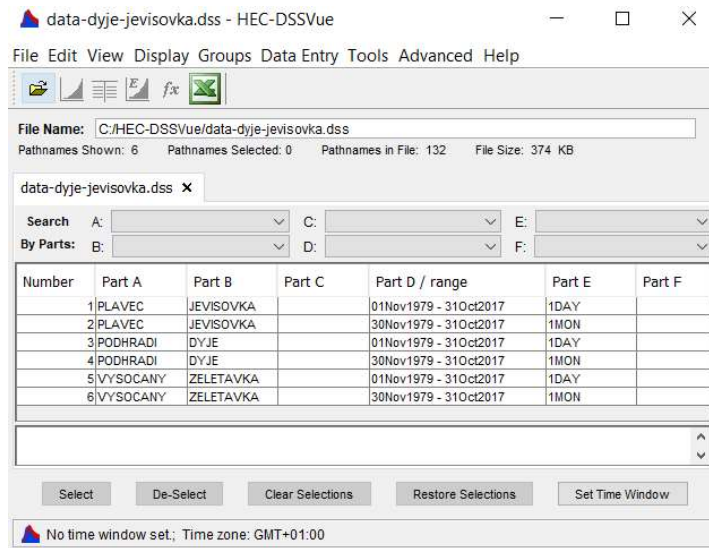 data-dyje-jevisovka.dss - HEC-DSSVue
File Edit View Display Groups Data Entry Tools Advanced Help
E fx X
File Name: C:/HEC-DSSVue/data-dyje-jevisovka.dss
Pathnames Shown: 6 Pathnames Selected: 0 Pathnames in File: 132 File Size: 374 KB
data-dyje-jevisovka.dss ×
Search A: C: E:
By Parts: B: D: F:
Number Part A Part B Part C Part D / range Part E Part F
1 PLAVEC JEVISOVKA 01Nov1979 - 31Oct2017 1DAY
2 PLAVEC JEVISOVKA 30Nov1979 - 31Oct2017 1MON
3 PODHRADI DYJE 01Nov1979 - 31Oct2017 1DAY
4 PODHRADI DYJE 30Nov1979 - 31Oct2017 1MON
5 VYSOCANY ZELETAVKA 01Nov1979 - 31Oct2017 1DAY
6 VYSOCANY ZELETAVKA 30Nov1979 - 31Oct2017 1MON
Select De-Select Clear Selections Restore Selections Set Time Window
No time window set.; Time zone: GMT+01:00